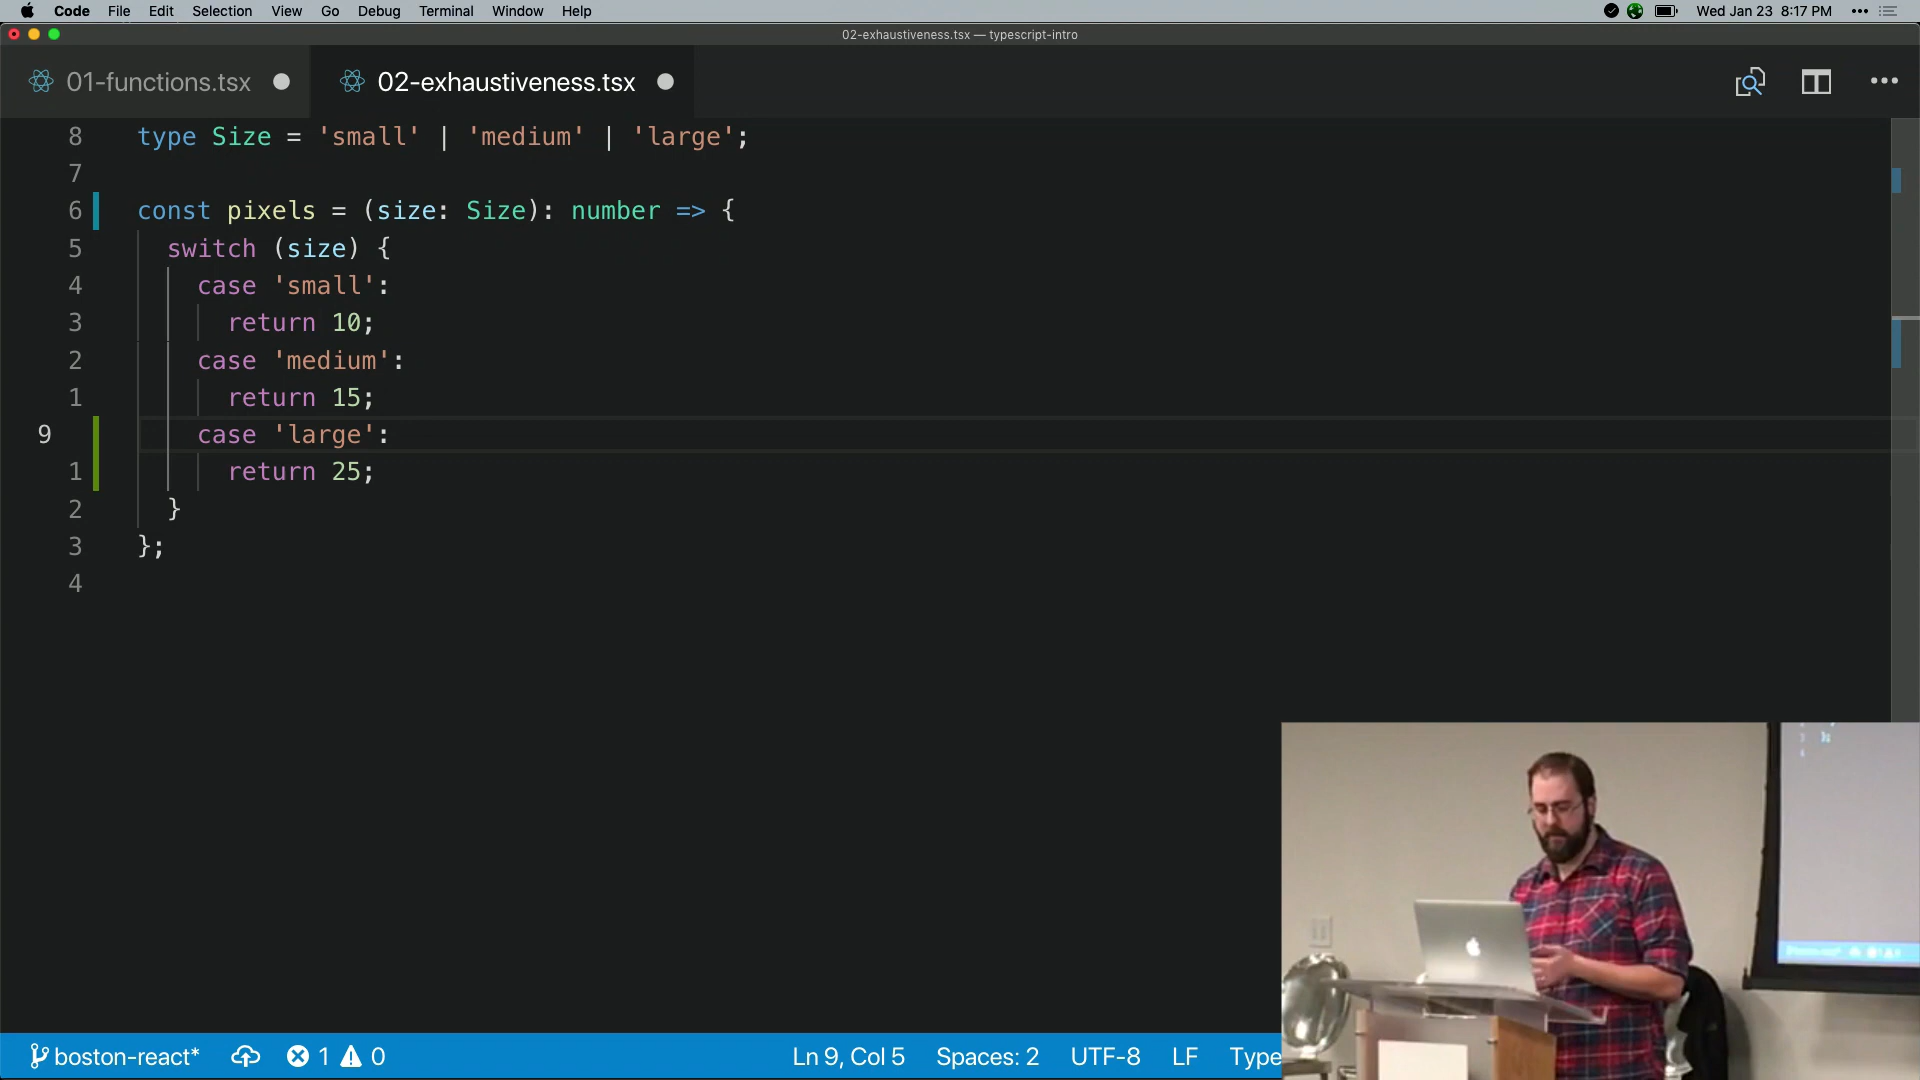 Code File Edit Selection View Go Debug Terminal Window Help Wed Jan 23 8:17 PM
02-exhaustiveness.tsx — typescript-intro
01-functions.tsx 02-exhaustiveness.tsx
8 type Size = 'small' | 'medium' | 'large';
7
6 const pixels = (size: Size): number => {
5 switch (size) {
4 case 'small':
3 return 10;
2 case 'medium':
1 return 15;
9 case 'large':
1 return 25;
2 }
3 };
4
boston-react* 1 0 Ln 9, Col 5 Spaces: 2 UTF-8 LF Type